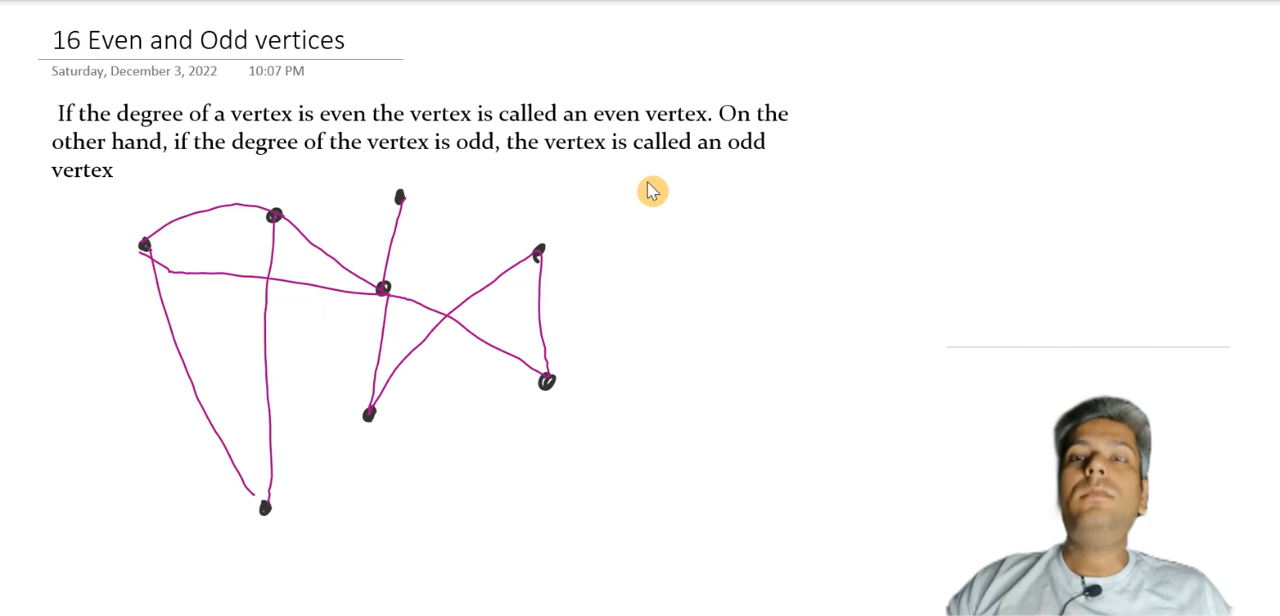 16 Even and Odd vertices
Saturday, December 3, 2022 10:07 PM
If the degree of a vertex is even the vertex is called an even vertex. On the
other hand, if the degree of the vertex is odd, the vertex is called an odd
vertex